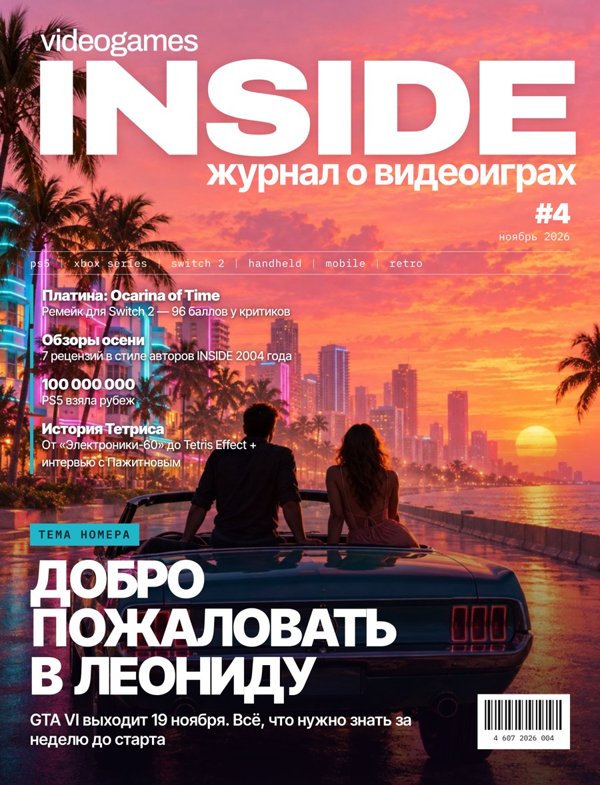 videogames
INSIDE
журнал о видеоиграх
#4
ноябрь 2026
ps5 | xbox series | switch 2 | handheld | mobile | retro
Платина: Ocarina of Time
Ремейк для Switch 2 — 96 баллов у критиков
Обзоры осени
7 рецензий в стиле авторов INSIDE 2004 года
100 000 000
PS5 взяла рубеж
История Тетриса
От «Электроники-60» до Tetris Effect +
интервью с Пажитновым
ТЕМА НОМЕРА
ДОБРО
ПОЖАЛОВАТЬ
В ЛЕОНИДУ
GTA VI выходит 19 ноября. Всё, что нужно знать за
неделю до старта
4 607 2026 004